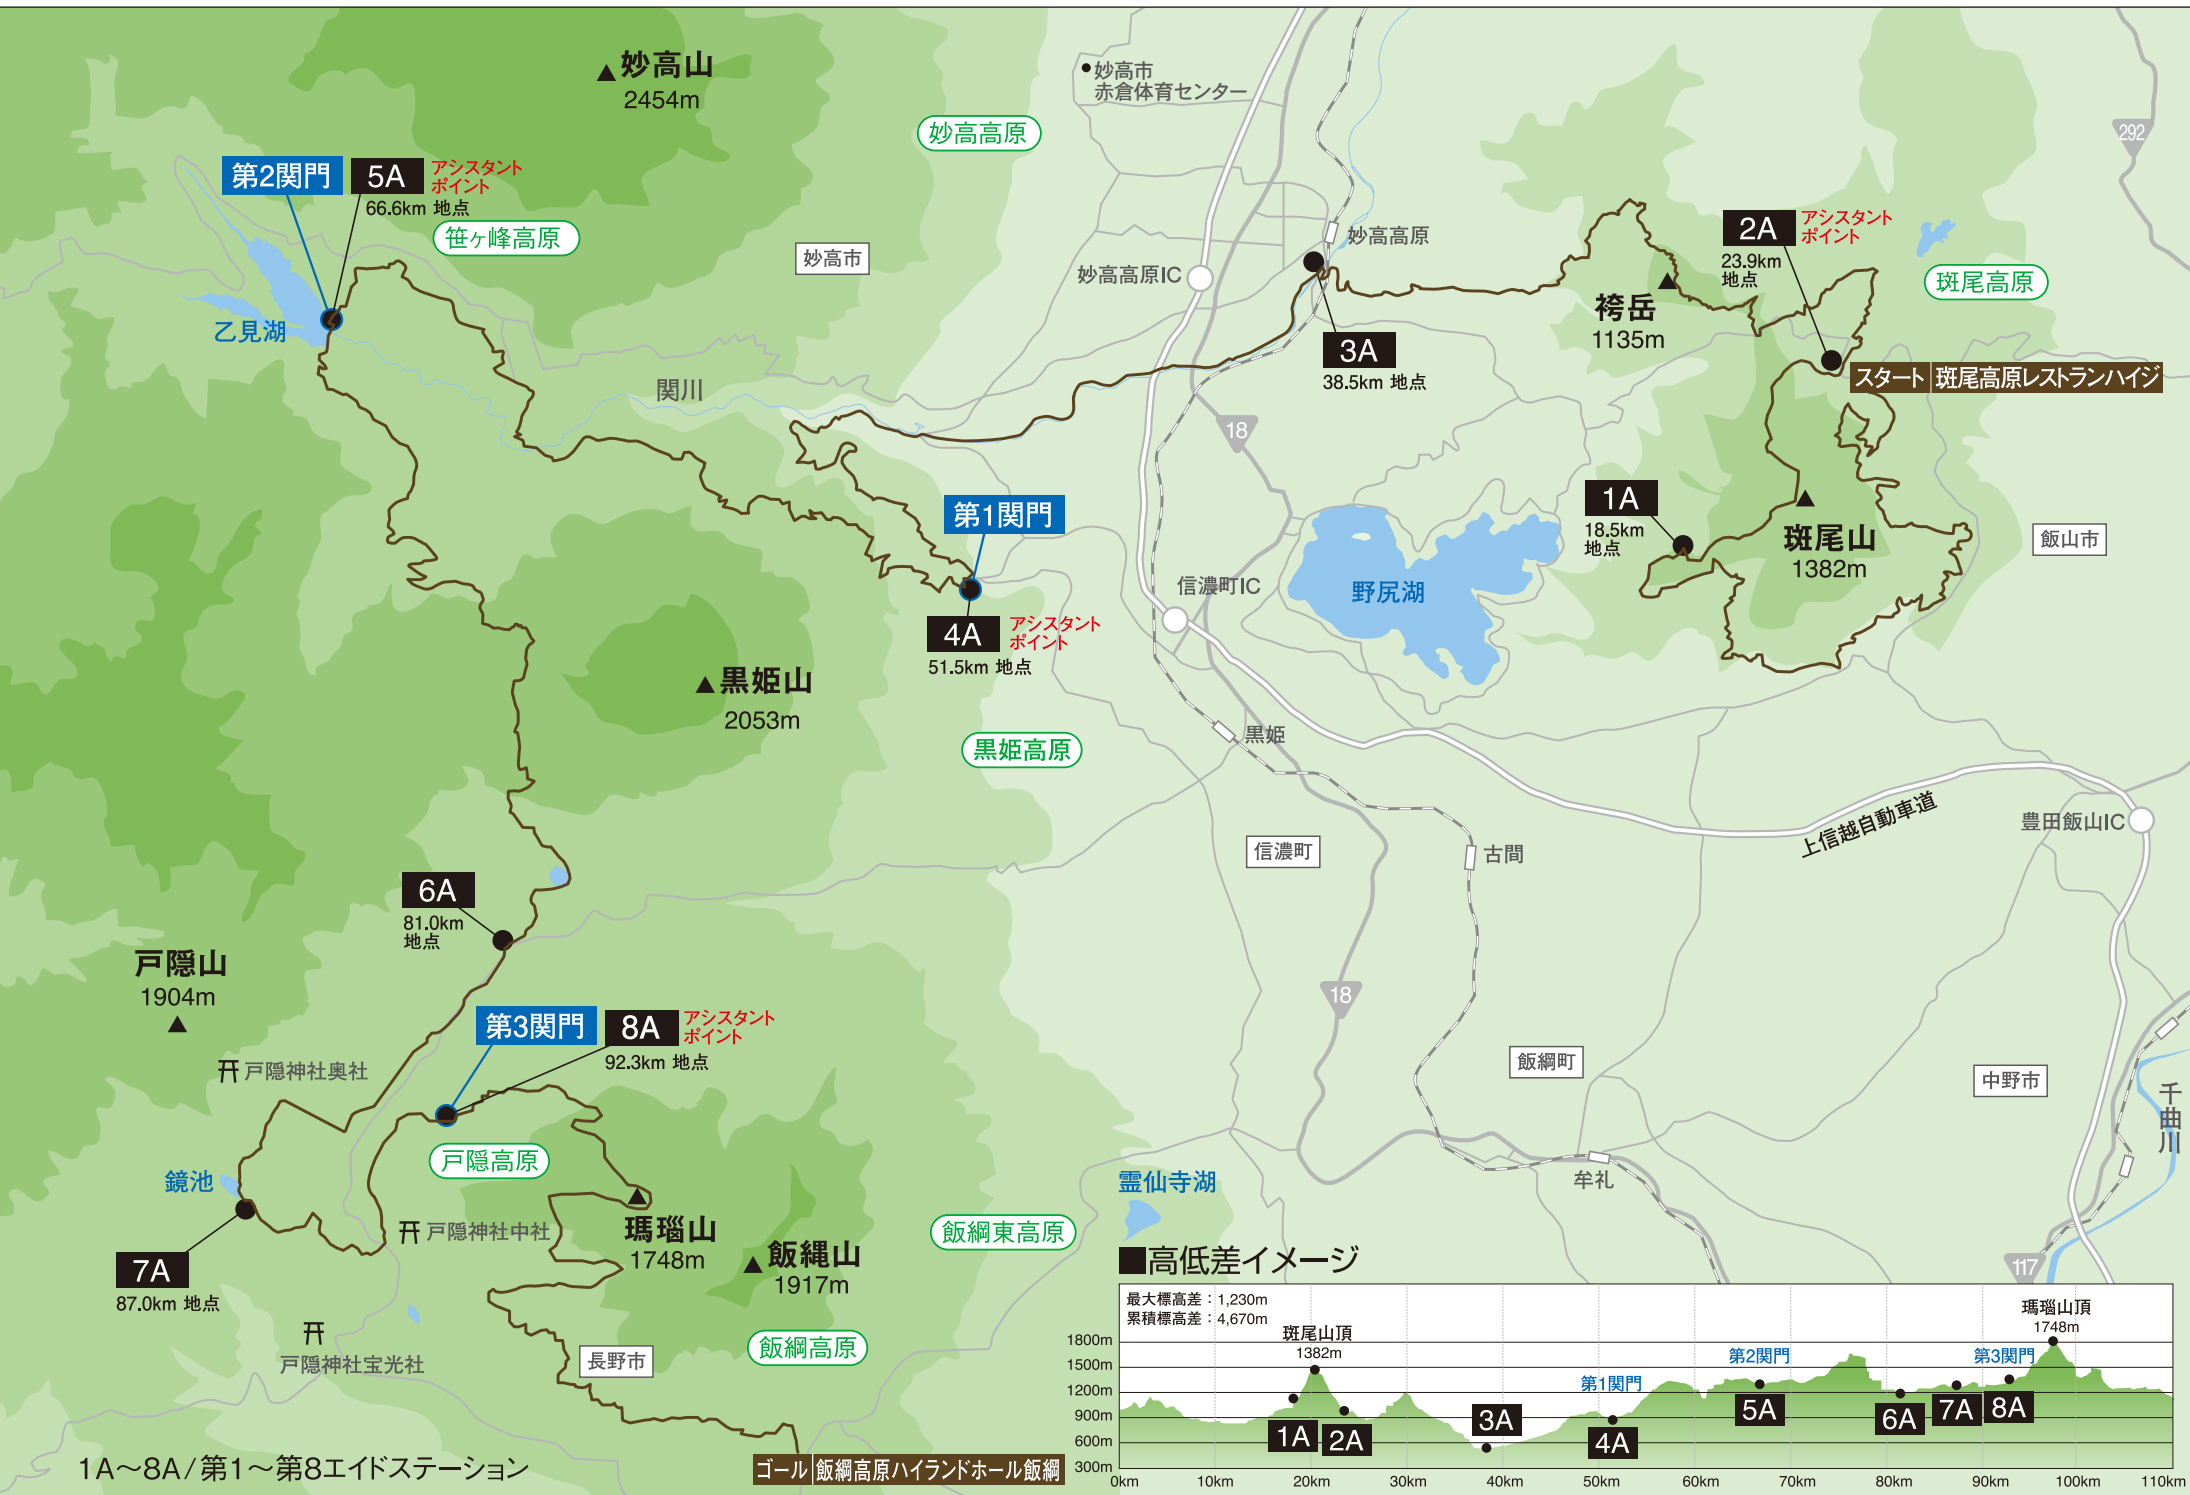 妙高山
2454m
妙高市
赤倉体育センター
妙高高原
292
第2関門
5A
アシスタント
ポイント
66.6km 地点
笹ヶ峰高原
妙高市
妙高高原
妙高高原IC
2A
アシスタント
ポイント
23.9km
地点
斑尾高原
袴岳
1135m
乙見湖
3A
38.5km 地点
スタート 斑尾高原レストランハイジ
関川
18
第1関門
1A
18.5km
地点
斑尾山
1382m
飯山市
信濃町IC
野尻湖
4A
アシスタント
ポイント
51.5km 地点
黒姫山
2053m
黒姫高原
黒姫
上信越自動車道
豊田飯山IC
信濃町
古間
6A
81.0km
地点
戸隠山
1904m
18
第3関門
8A
アシスタント
ポイント
92.3km 地点
戸隠神社奥社
飯綱町
中野市
千曲川
戸隠高原
鏡池
霊仙寺湖
牟礼
戸隠神社中社
瑪瑙山
1748m
飯縄山
1917m
飯綱東高原
7A
87.0km 地点
117
戸隠神社宝光社
長野市
飯綱高原
1A～8A/第1～第8エイドステーション
ゴール 飯綱高原ハイランドホール飯綱
■高低差イメージ
最大標高差：1,230m
累積標高差：4,670m
斑尾山頂
1382m
瑪瑙山頂
1748m
第1関門
第2関門
第3関門
1800m
1500m
1200m
900m
600m
300m
1A
2A
3A
4A
5A
6A
7A
8A
0km
10km
20km
30km
40km
50km
60km
70km
80km
90km
100km
110km